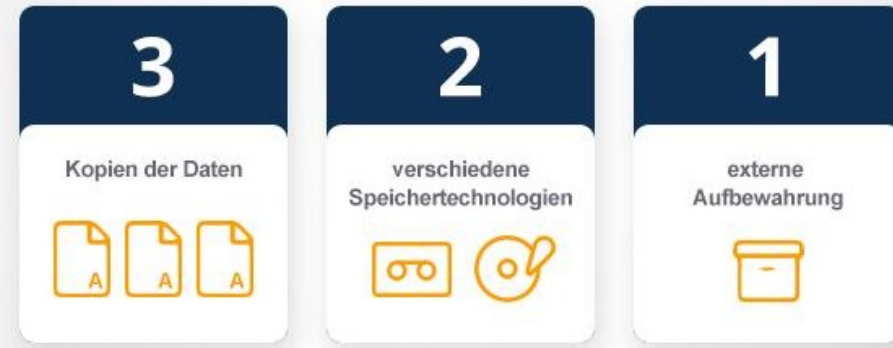 3
Kopien der Daten
A A A
2
verschiedene
Speichertechnologien
1
externe
Aufbewahrung